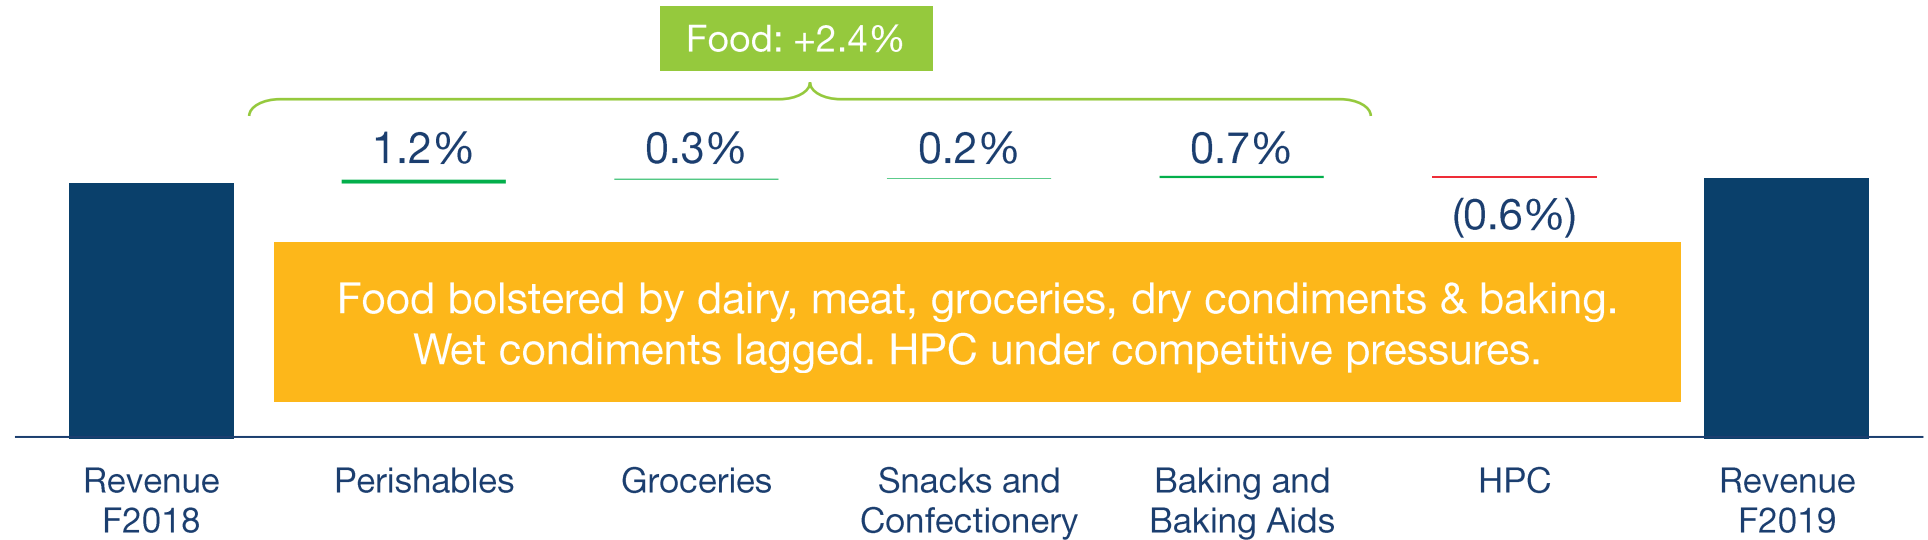 Food: +2.4%
1.2%
0.3%
0.2%
0.7%
(0.6%)
Food bolstered by dairy, meat, groceries, dry condiments & baking.
Wet condiments lagged. HPC under competitive pressures.
Revenue
F2018
Perishables
Groceries
Snacks and
Confectionery
Baking and
Baking Aids
HPC
Revenue
F2019